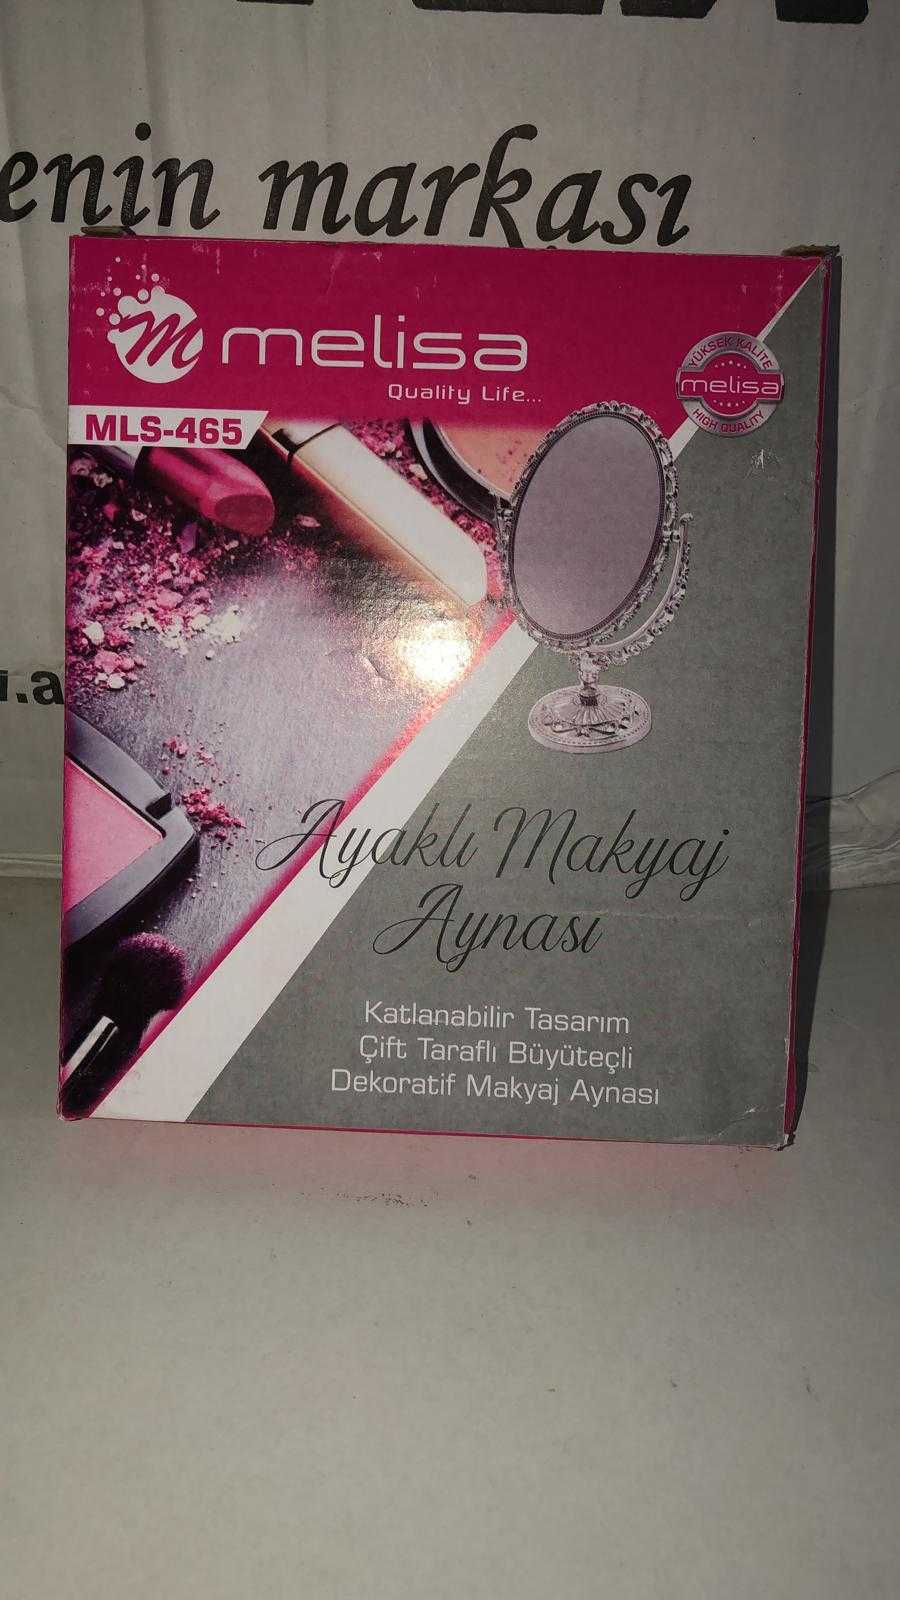 enin markası
melisa
Quality Life...
YÜKSEK KALİTE
melisa
HIGH QUALITY
MLS-465
i.a
Ayaklı Makyaj
Aynası
Katlanabilir Tasarım
Çift Taraflı Büyüteçli
Dekoratif Makyaj Aynası